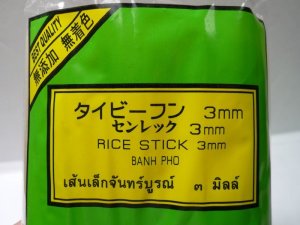 BEST QUALITY
無添加 無着色
タイビーフン 3mm
センレック 3mm
RICE STICK 3mm
BANH PHO
เส้นเล็กจันทร์บูรณ์ ๓ มิลล์